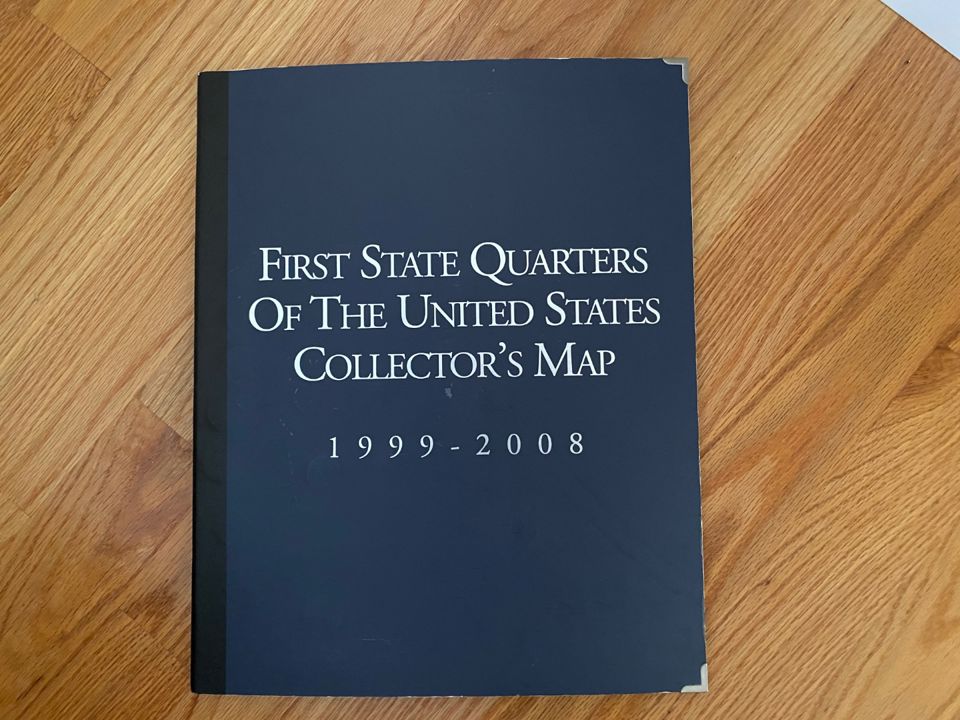 First State Quarters
Of The United States
Collector's Map
1999-2008